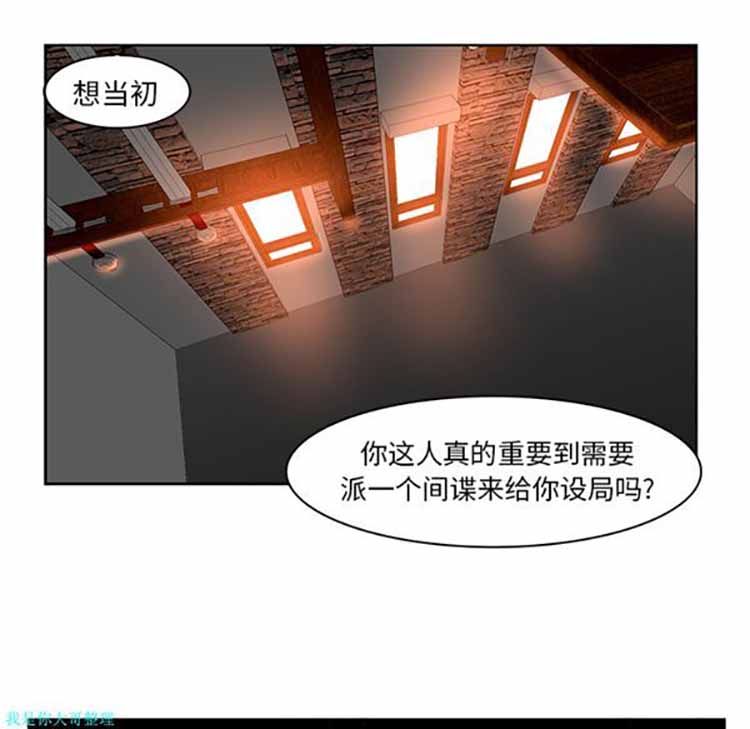 想当初
你这人真的重要到需要
派一个间谍来给你设局吗?
我是你大哥整理